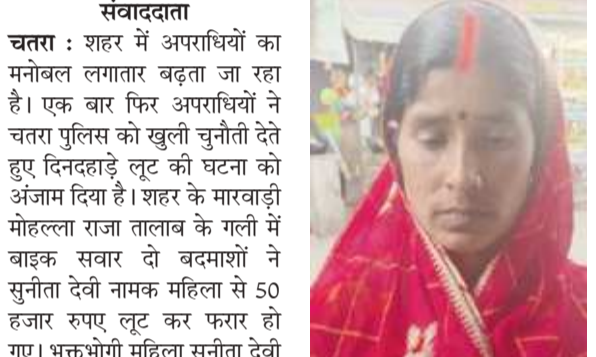 संवाददाता
चतरा : शहर में अपराधियों का
मनोबल लगातार बढ़ता जा रहा
है। एक बार फिर अपराधियों ने
चतरा पुलिस को खुली चुनौती देते
हुए दिनदहाड़े लूट की घटना को
अंजाम दिया है। शहर के मारवाड़ी
मोहल्ला राजा तालाब के गली में
बाइक सवार दो बदमाशों ने
सुनीता देवी नामक महिला से 50
हजार रुपए लूट कर फरार हो
गए। भुक्तभोगी महिला सुनीता देवी